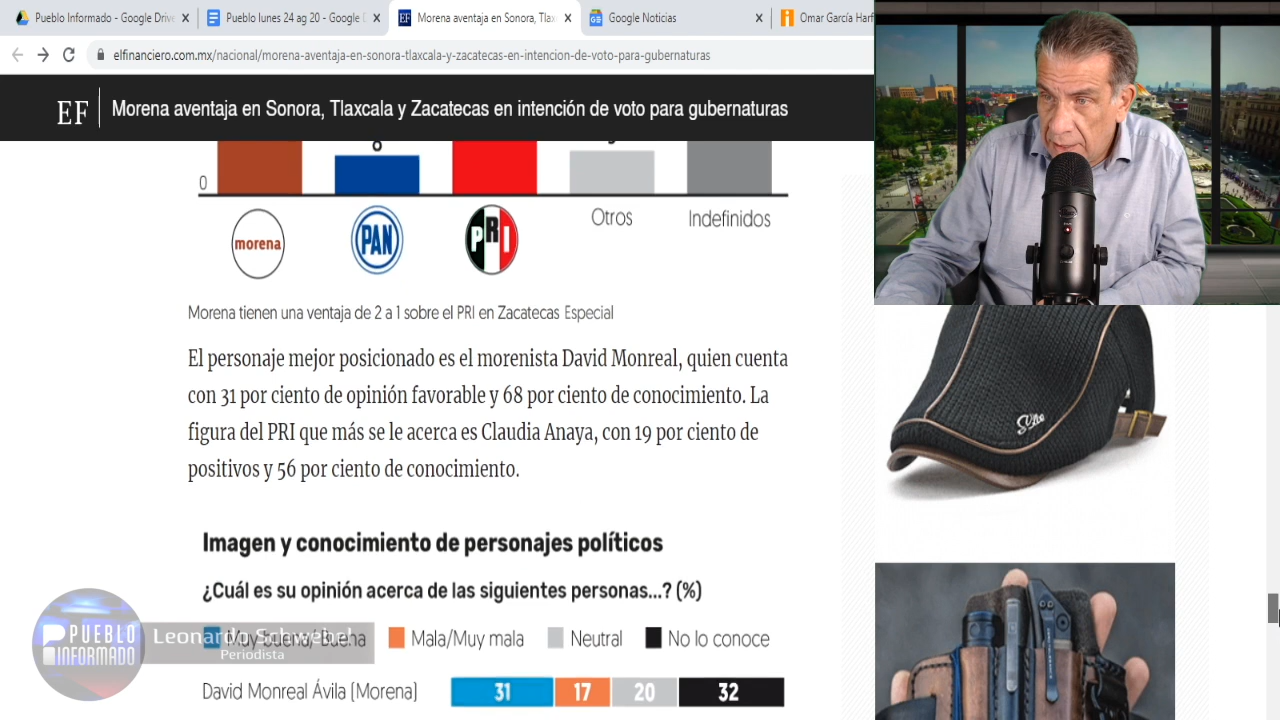 Pueblo Informado - Google Driv
Pueblo lunes 24 ag 20 - Google D
EF Morena aventaja en Sonora, Tlax
Google Noticias
Omar García Harf
elfinanciero.com.mx/nacional/morena-aventaja-en-sonora-tlaxcala-y-zacatecas-en-intencion-de-voto-para-gubernaturas
EF Morena aventaja en Sonora, Tlaxcala y Zacatecas en intención de voto para gubernaturas
0
morena
PAN
PRI
Otros
Indefinidos
Morena tienen una ventaja de 2 a 1 sobre el PRI en Zacatecas Especial
El personaje mejor posicionado es el morenista David Monreal, quien cuenta
con 31 por ciento de opinión favorable y 68 por ciento de conocimiento. La
figura del PRI que más se le acerca es Claudia Anaya, con 19 por ciento de
positivos y 56 por ciento de conocimiento.
Imagen y conocimiento de personajes políticos
¿Cuál es su opinión acerca de las siguientes personas...? (%)
Muy buena/Buena
Mala/Muy mala
Neutral
No lo conoce
PUEBLO
INFORMADO
Leonardo Schwebel
Periodista
David Monreal Ávila (Morena)
31 17 20 32